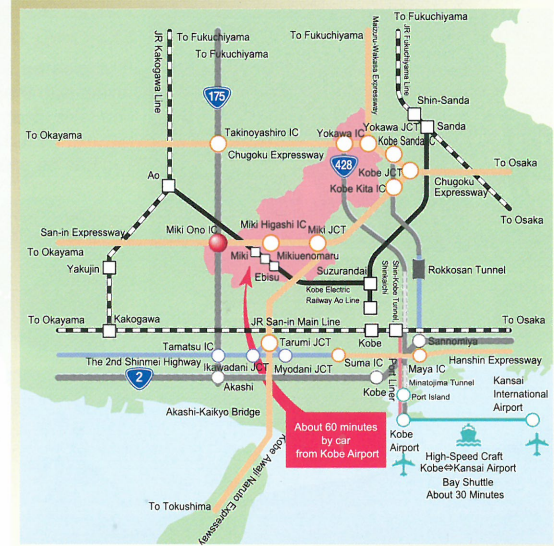 To Fukuchiyama
To Fukuchiyama
To Fukuchiyama
To Fukuchiyama
JR Kakogawa Line
Maizuru-Wakasa Expressway
JR Fukuchiyama Line
175
Shin-Sanda
Sanda
To Okayama
Takinoyashiro IC
Yokawa IC
Yokawa JCT
Kobe Sanda IC
Chugoku Expressway
428
Kobe JCT
To Osaka
Ao
Kobe Kita IC
Chugoku
Expressway
To Osaka
San-in Expressway
Miki Ono IC
Miki Higashi IC
Miki JCT
To Okayama
Miki
Mikiuenomaru
Ebisu
Yakujin
Suzurandai
Shinkaichi
Shin-Kobe Tunnel
Rokkosan Tunnel
Kobe Electric
Railway Ao Line
To Okayama
Kakogawa
JR San-in Main Line
Kobe
To Osaka
Sannomiya
Tamatsu IC
Tarumi JCT
The 2nd Shinmei Highway
Ikawadani JCT
Myodani JCT
Suma IC
Maya IC
Hanshin Expressway
2
Akashi
Kobe
Port Liner
Minatojima Tunnel
Port Island
Kansai
International
Airport
Akashi-Kaikyo Bridge
About 60 minutes
by car
from Kobe Airport
Kobe
Airport
High-Speed Craft
Kobe⇔Kansai Airport
Bay Shuttle
About 30 Minutes
Kobe Awaji Naruto Expressway
To Tokushima